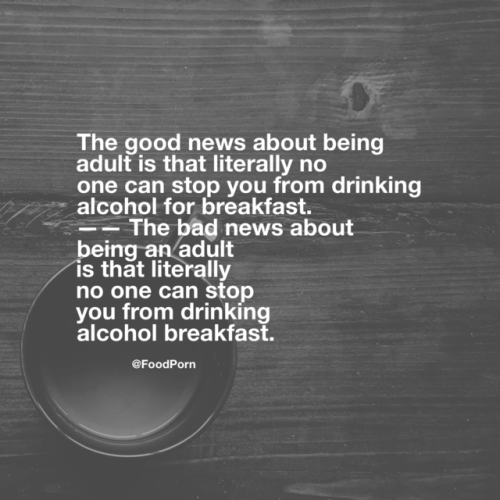 The good news about being
adult is that literally no
one can stop you from drinking
alcohol for breakfast.
—— The bad news about
being an adult
is that literally
no one can stop
you from drinking
alcohol breakfast.
@FoodPorn